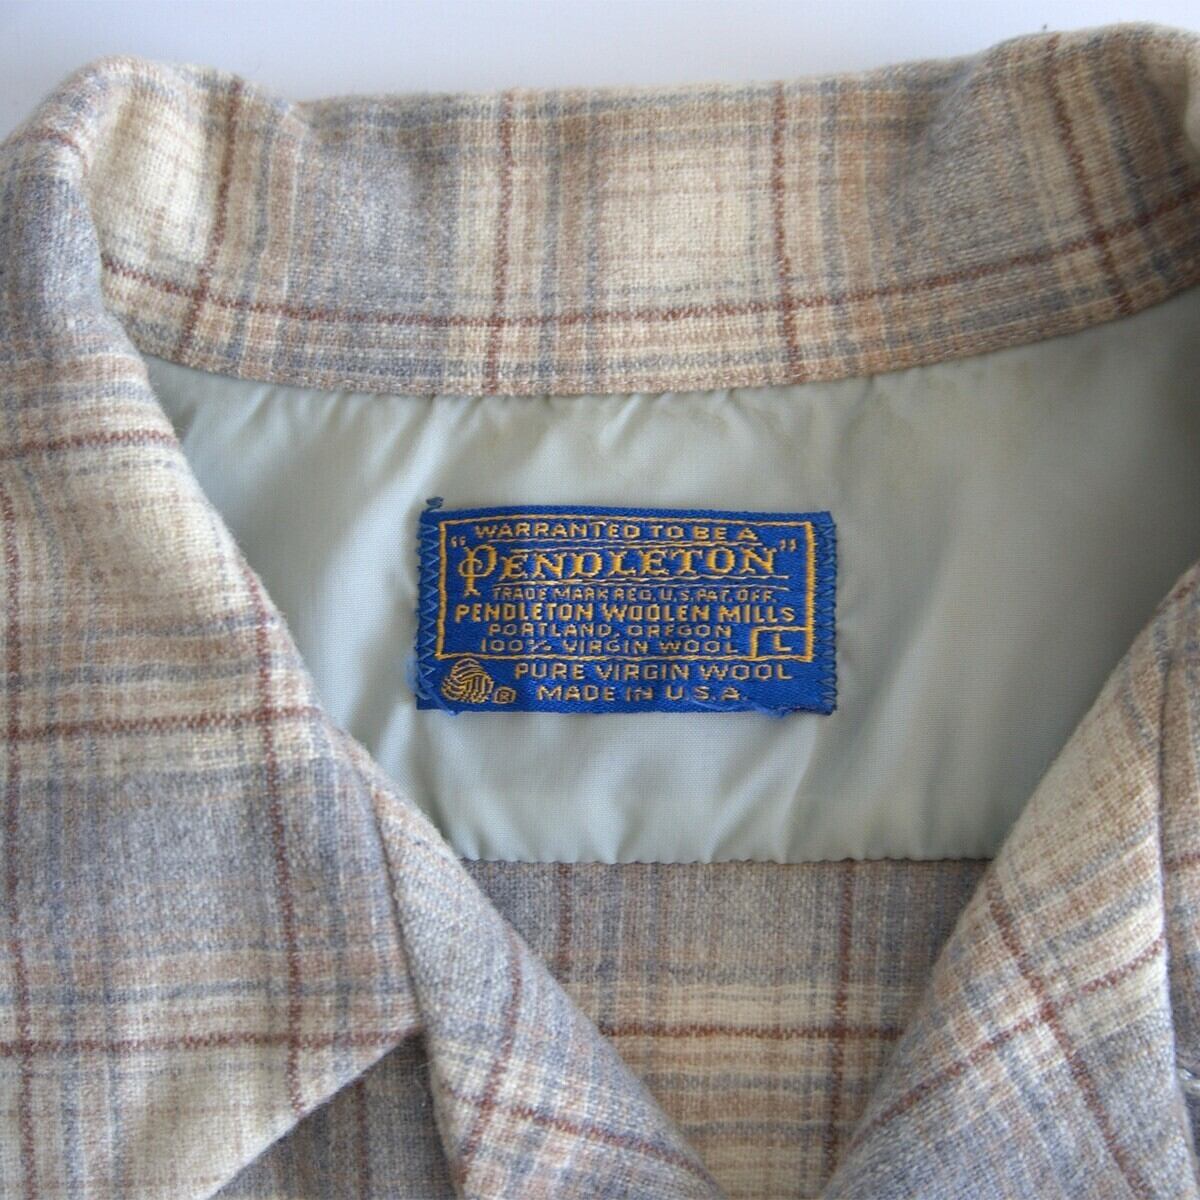 WARRANTED TO BE A
"PENDLETON"
TRADE MARK REG. U.S. PAT. OFF.
PENDLETON WOOLEN MILLS
PORTLAND, OREGON
100% VIRGIN WOOL L
PURE VIRGIN WOOL
® MADE IN U.S.A.